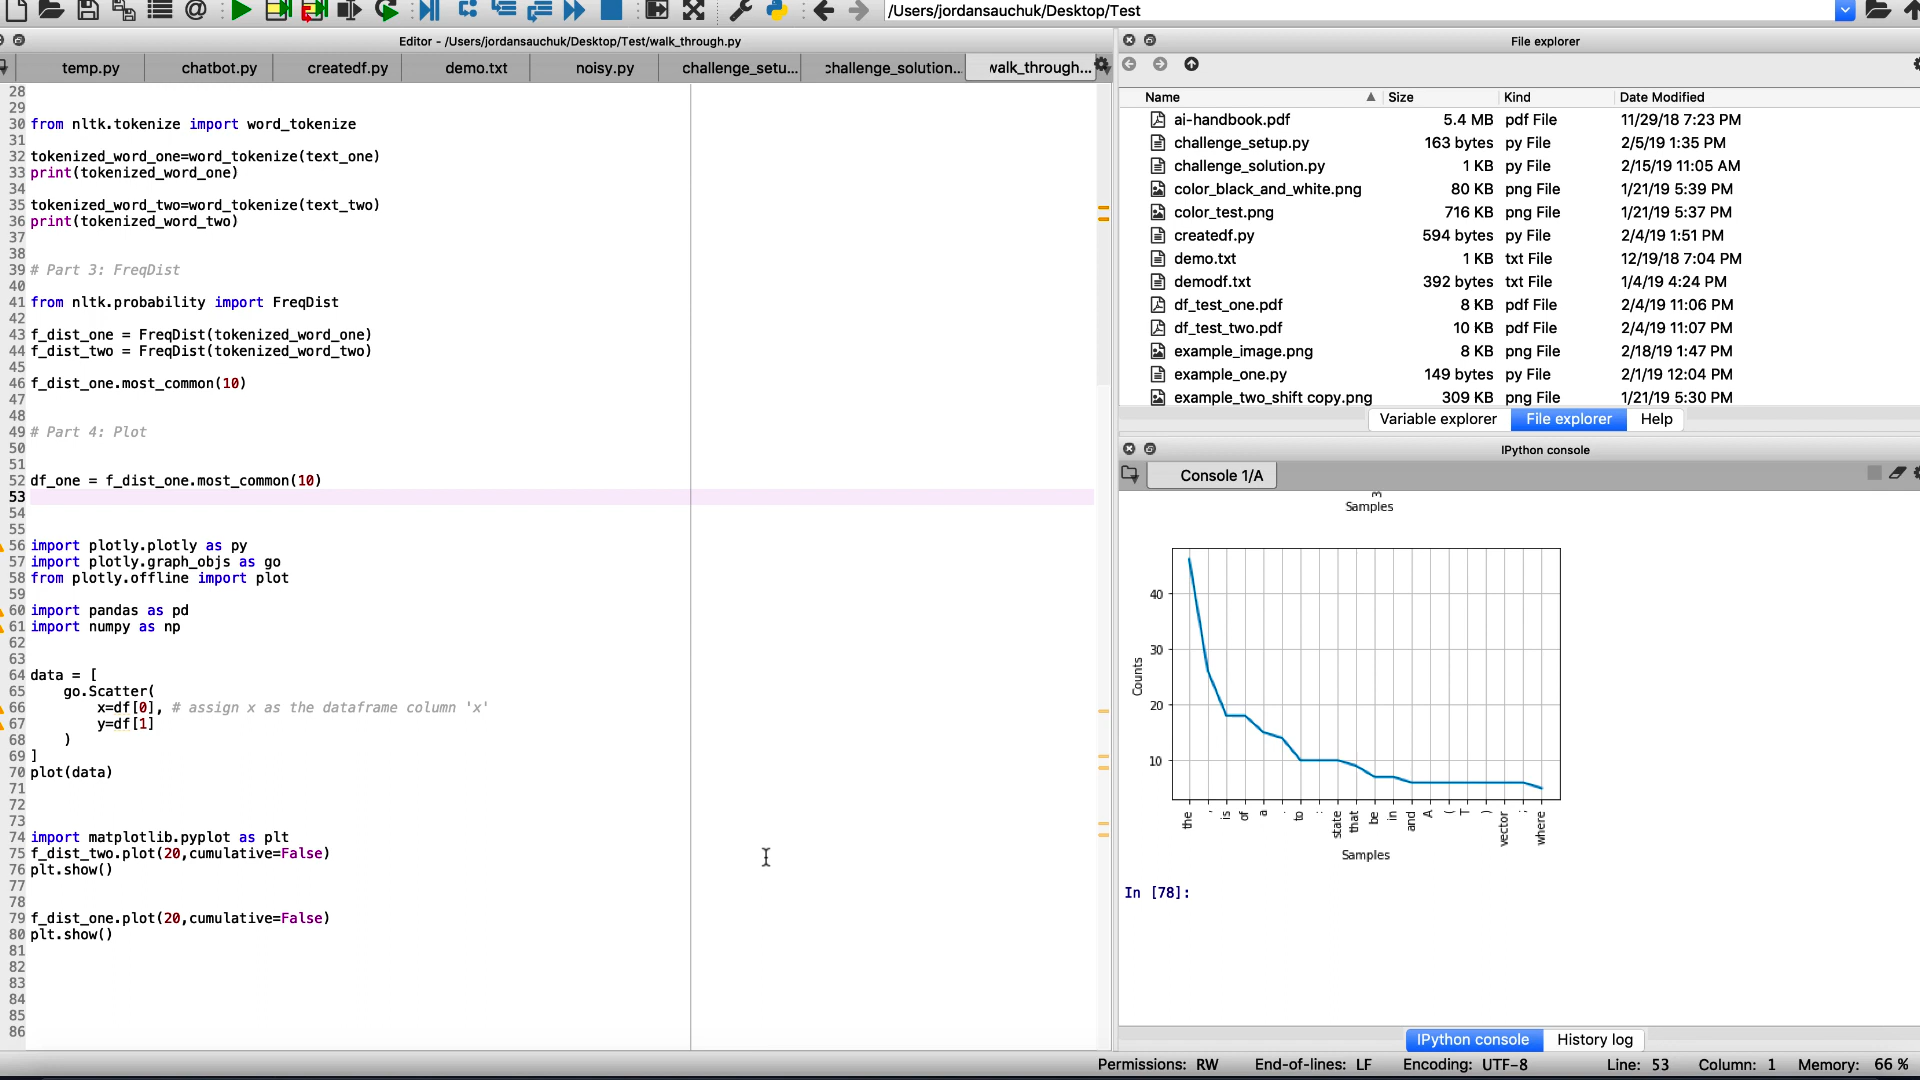 /Users/jordansauchuk/Desktop/Test
Editor - /Users/jordansauchuk/Desktop/Test/walk_through.py
temp.py
chatbot.py
createdf.py
demo.txt
noisy.py
challenge_setu...
challenge_solution...
walk_through...
28
29
30 from nltk.tokenize import word_tokenize
31
32 tokenized_word_one=word_tokenize(text_one)
33 print(tokenized_word_one)
34
35 tokenized_word_two=word_tokenize(text_two)
36 print(tokenized_word_two)
37
38
39 # Part 3: FreqDist
40
41 from nltk.probability import FreqDist
42
43 f_dist_one = FreqDist(tokenized_word_one)
44 f_dist_two = FreqDist(tokenized_word_two)
45
46 f_dist_one.most_common(10)
47
48
49 # Part 4: Plot
50
51
52 df_one = f_dist_one.most_common(10)
53
54
55
56 import plotly.plotly as py
57 import plotly.graph_objs as go
58 from plotly.offline import plot
59
60 import pandas as pd
61 import numpy as np
62
63
64 data = [
65     go.Scatter(
66         x=df[0], # assign x as the dataframe column 'x'
67         y=df[1]
68     )
69 ]
70 plot(data)
71
72
73
74 import matplotlib.pyplot as plt
75 f_dist_two.plot(20,cumulative=False)
76 plt.show()
77
78
79 f_dist_one.plot(20,cumulative=False)
80 plt.show()
81
82
83
84
85
86
File explorer
Name Size Kind Date Modified
ai-handbook.pdf 5.4 MB pdf File 11/29/18 7:23 PM
challenge_setup.py 163 bytes py File 2/5/19 1:35 PM
challenge_solution.py 1 KB py File 2/15/19 11:05 AM
color_black_and_white.png 80 KB png File 1/21/19 5:39 PM
color_test.png 716 KB png File 1/21/19 5:37 PM
createdf.py 594 bytes py File 2/4/19 1:51 PM
demo.txt 1 KB txt File 12/19/18 7:04 PM
demodf.txt 392 bytes txt File 1/4/19 4:24 PM
df_test_one.pdf 8 KB pdf File 2/4/19 11:06 PM
df_test_two.pdf 10 KB pdf File 2/4/19 11:07 PM
example_image.png 8 KB png File 2/18/19 1:47 PM
example_one.py 149 bytes py File 2/1/19 12:04 PM
example_two_shift copy.png 309 KB png File 1/21/19 5:30 PM
Variable explorer File explorer Help
IPython console
Console 1/A
Samples
40
30
20
10
Counts
the , is of a . to : state that be in and A ( T ) vector ; where
Samples
In [78]:
IPython console History log
Permissions: RW End-of-lines: LF Encoding: UTF-8 Line: 53 Column: 1 Memory: 66 %